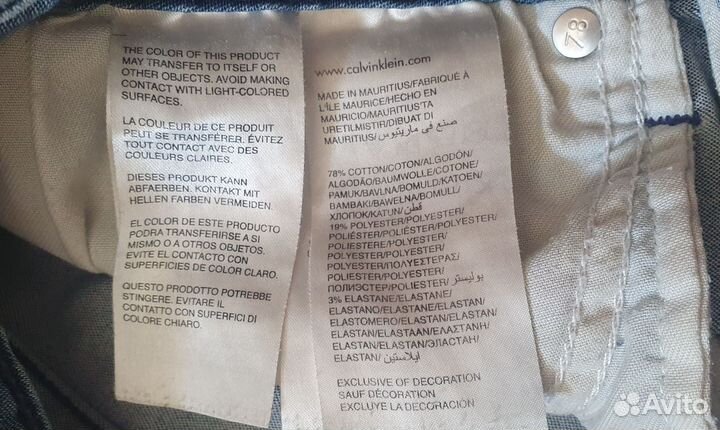 THE COLOR OF THIS PRODUCT
MAY TRANSFER TO ITSELF OR
OTHER OBJECTS. AVOID MAKING
CONTACT WITH LIGHT-COLORED
SURFACES.
LA COULEUR DE CE PRODUIT
PEUT SE TRANSFÉRER. ÉVITEZ
TOUT CONTACT AVEC DES
COULEURS CLAIRES.
DIESES PRODUKT KANN
ABFAERBEN. KONTAKT MIT
HELLEN FARBEN VERMEIDEN.
EL COLOR DE ESTE PRODUCTO
PODRA TRANSFERIRSE A SI
MISMO O A OTROS OBJETOS.
EVITE EL CONTACTO CON
SUPERFICIES DE COLOR CLARO.
QUESTO PRODOTTO POTREBBE
STINGERE. EVITARE IL
CONTATTO CON SUPERFICI DI
COLORE CHIARO.
www.calvinklein.com
MADE IN MAURITIUS/FABRIQUÉ À
L'ÎLE MAURICE/HECHO EN
MAURICIO/MAURITIUS'TA
URETILMISTIR/DIBUAT DI
MAURITIUS/صنع في ماريتيوس
78% COTTON/COTON/ALGODÓN/
ALGODÃO/BAUMWOLLE/COTONE/
PAMUK/BAVLNA/BOMULD/KATOEN/
BAMBAKI/BAWEŁNA/BOMULL/
ХЛОПОК/KATUN/قطن
19% POLYESTER/POLYESTER/
POLIÉSTER/POLIÉSTER/POLYESTER/
POLIESTERE/POLYESTER/
POLYESTER/POLYESTER/
POLYESTER/ΠΟΛΥΕΣΤΕΡΑΣ/
POLIESTER/POLYESTER/
ПОЛИЭСТЕР/POLYESTER/بوليستر
3% ELASTANE/ELASTANE/
ELASTANO/ELASTANE/ELASTAN/
ELASTOMERO/ELASTAN/ELASTAN/
ELASTAN/ELASTAAN/ΕΛΑΣΤΑΝΗ/
ELASTAN/ELASTAN/ЭЛАСТАН/
ELASTAN/ايلاستين
EXCLUSIVE OF DECORATION
SAUF DÉCORATION
EXCLUYE LA DECORACIÓN
78
Avito